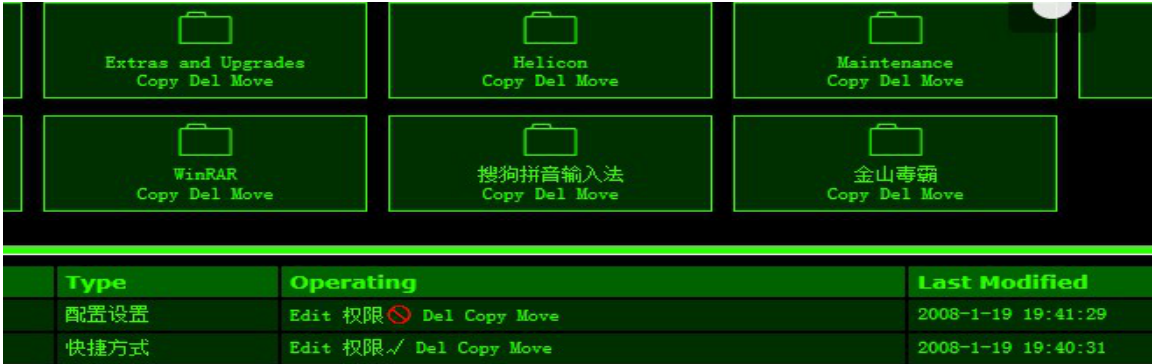 Extras and Upgrades
Copy Del Move
Helicon
Copy Del Move
Maintenance
Copy Del Move
WinRAR
Copy Del Move
搜狗拼音输入法
Copy Del Move
金山毒霸
Copy Del Move
Type Operating Last Modified
配置设置 Edit 权限 Del Copy Move 2008-1-19 19:41:29
快捷方式 Edit 权限√ Del Copy Move 2008-1-19 19:40:31